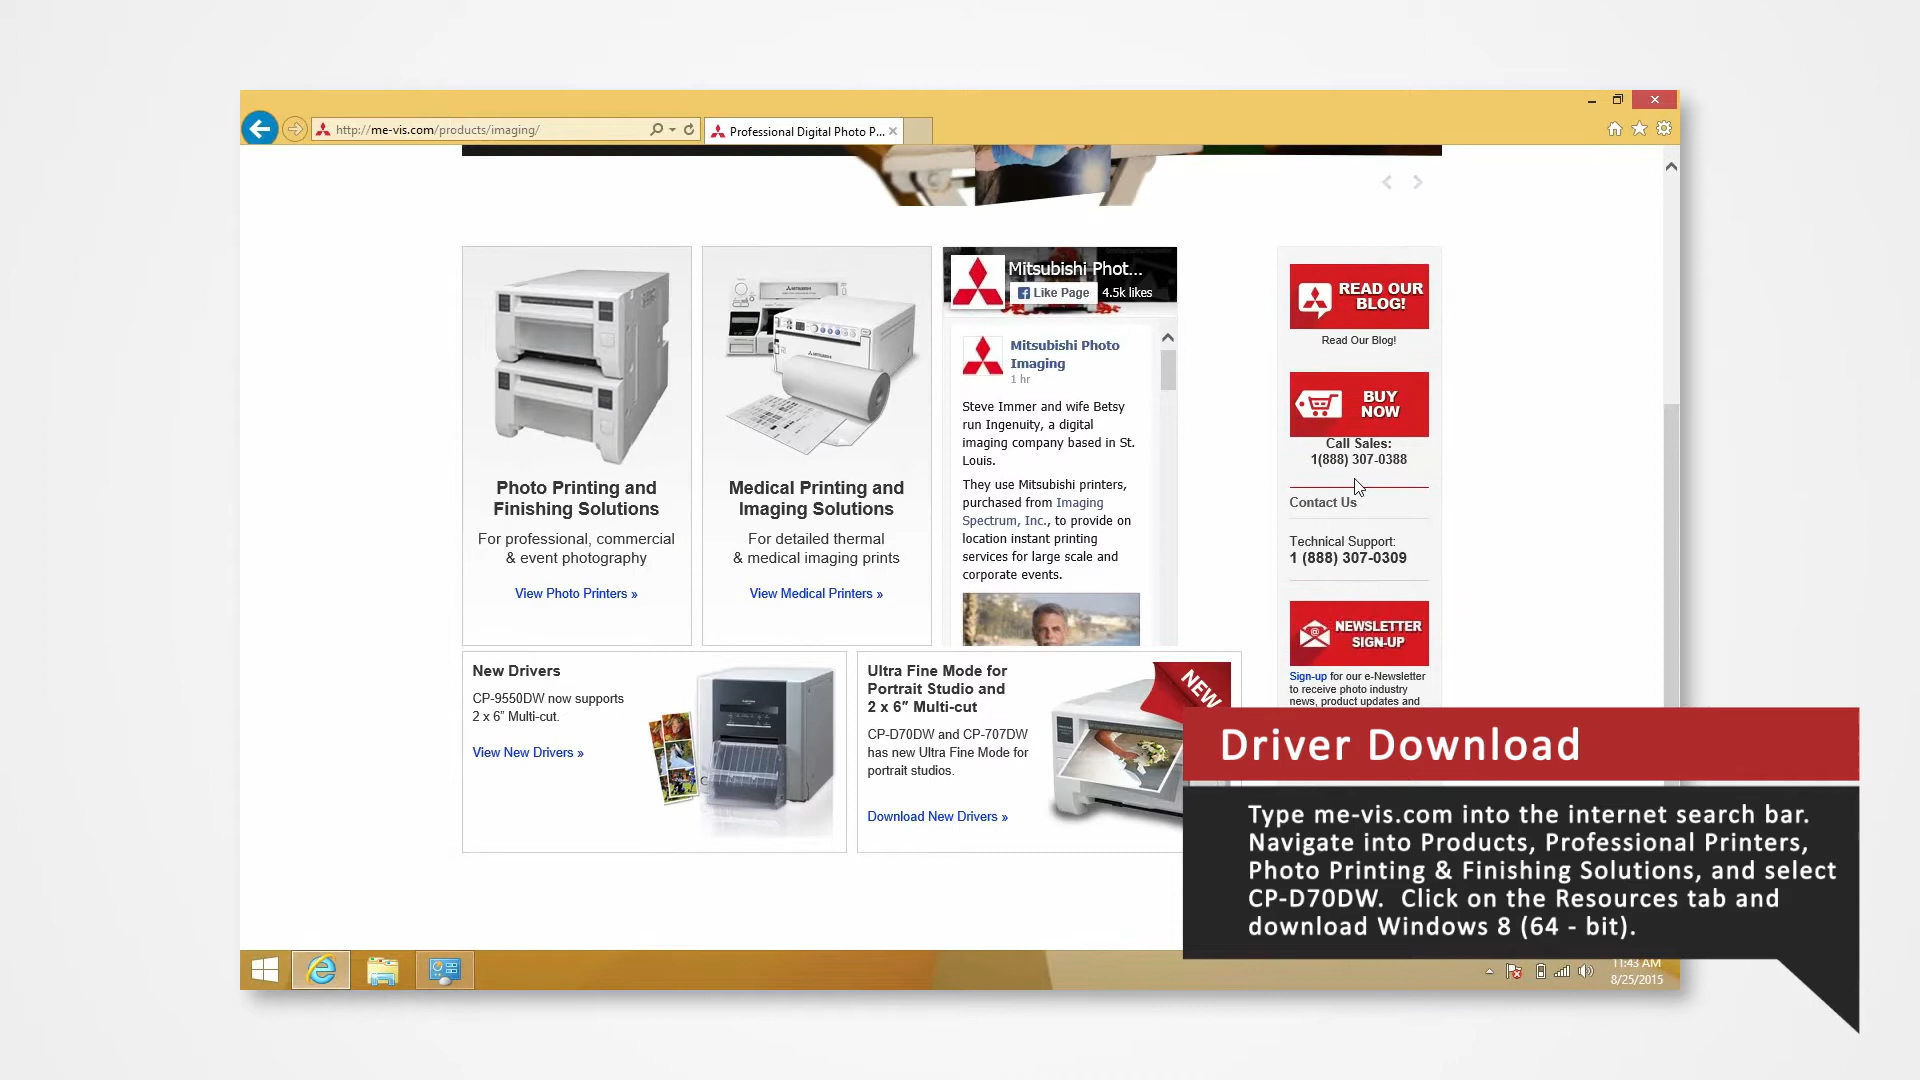 http://me-vis.com/products/imaging/
Professional Digital Photo P...
Mitsubishi Phot...
Like Page
4.5k likes
Mitsubishi Photo
Imaging
1 hr
Steve Immer and wife Betsy
run Ingenuity, a digital
imaging company based in St.
Louis.
They use Mitsubishi printers,
purchased from Imaging
Spectrum, Inc., to provide on
location instant printing
services for large scale and
corporate events.
Photo Printing and
Finishing Solutions
For professional, commercial
& event photography
View Photo Printers »
Medical Printing and
Imaging Solutions
For detailed thermal
& medical imaging prints
View Medical Printers »
READ OUR
BLOG!
Read Our Blog!
BUY
NOW
Call Sales:
1(888) 307-0388
Contact Us
Technical Support:
1 (888) 307-0309
NEWSLETTER
SIGN-UP
Sign-up for our e-Newsletter
to receive photo industry
news, product updates and
New Drivers
CP-9550DW now supports
2 x 6" Multi-cut.
View New Drivers »
Ultra Fine Mode for
Portrait Studio and
2 x 6" Multi-cut
CP-D70DW and CP-707DW
has new Ultra Fine Mode for
portrait studios.
Download New Drivers »
NEW
Driver Download
Type me-vis.com into the internet search bar.
Navigate into Products, Professional Printers,
Photo Printing & Finishing Solutions, and select
CP-D70DW.  Click on the Resources tab and
download Windows 8 (64 - bit).
11:43 AM
8/25/2015